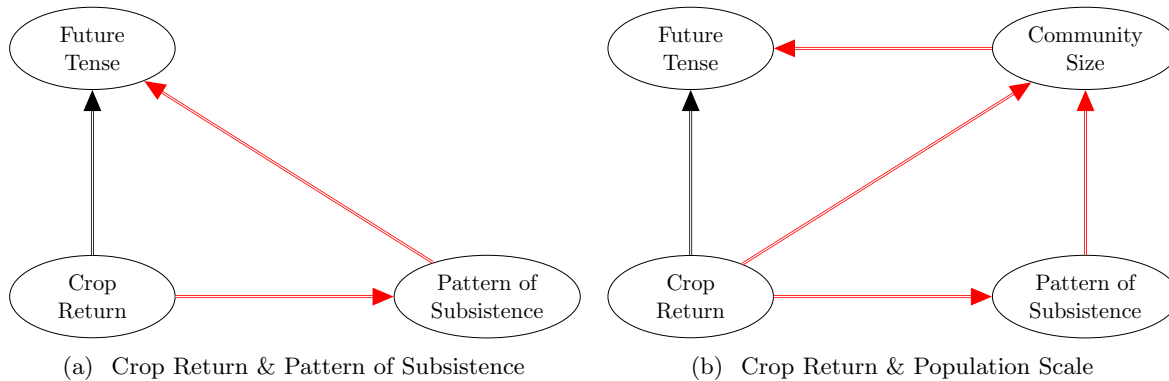 Future
Tense
Crop
Return
Pattern of
Subsistence
(a) Crop Return & Pattern of Subsistence
Future
Tense
Community
Size
Crop
Return
Pattern of
Subsistence
(b) Crop Return & Population Scale